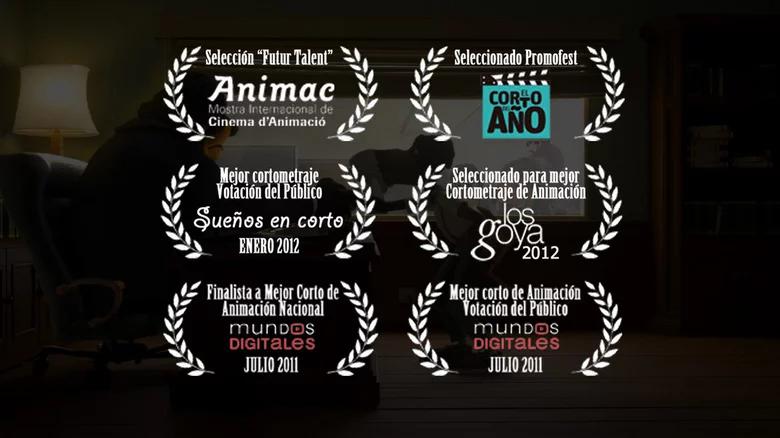 Selección "Futur Talent"
Animac
Mostra Internacional de
Cinema d'Animació
Seleccionado Promofest
EL
CORTO
DEL
AÑO
Mejor cortometraje
Votación del Público
Sueños en corto
ENERO 2012
Seleccionado para mejor
Cortometraje de Animación
los
goya
2012
Finalista a Mejor Corto de
Animación Nacional
mundos
DIGITALES
JULIO 2011
Mejor corto de Animación
Votación del Público
mundos
DIGITALES
JULIO 2011